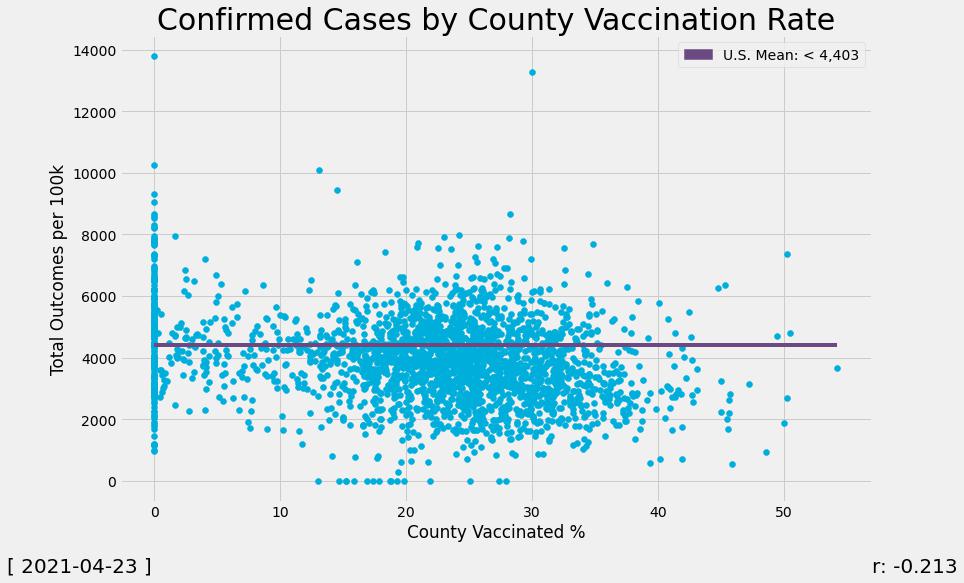 Confirmed Cases by County Vaccination Rate
U.S. Mean: < 4,403
Total Outcomes per 100k
14000
12000
10000
8000
6000
4000
2000
0
0 10 20 30 40 50
County Vaccinated %
[ 2021-04-23 ]
r: -0.213